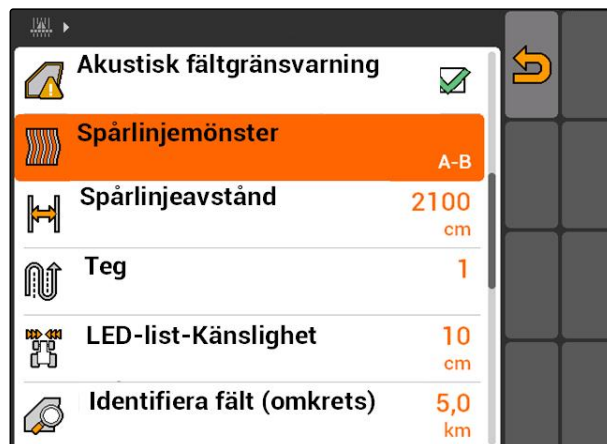 Akustisk fältgränsvarning
Spårlinjemönster
A-B
Spårlinjeavstånd
2100
cm
Teg
1
LED-list-Känslighet
10
cm
Identifiera fält (omkrets)
5,0
km